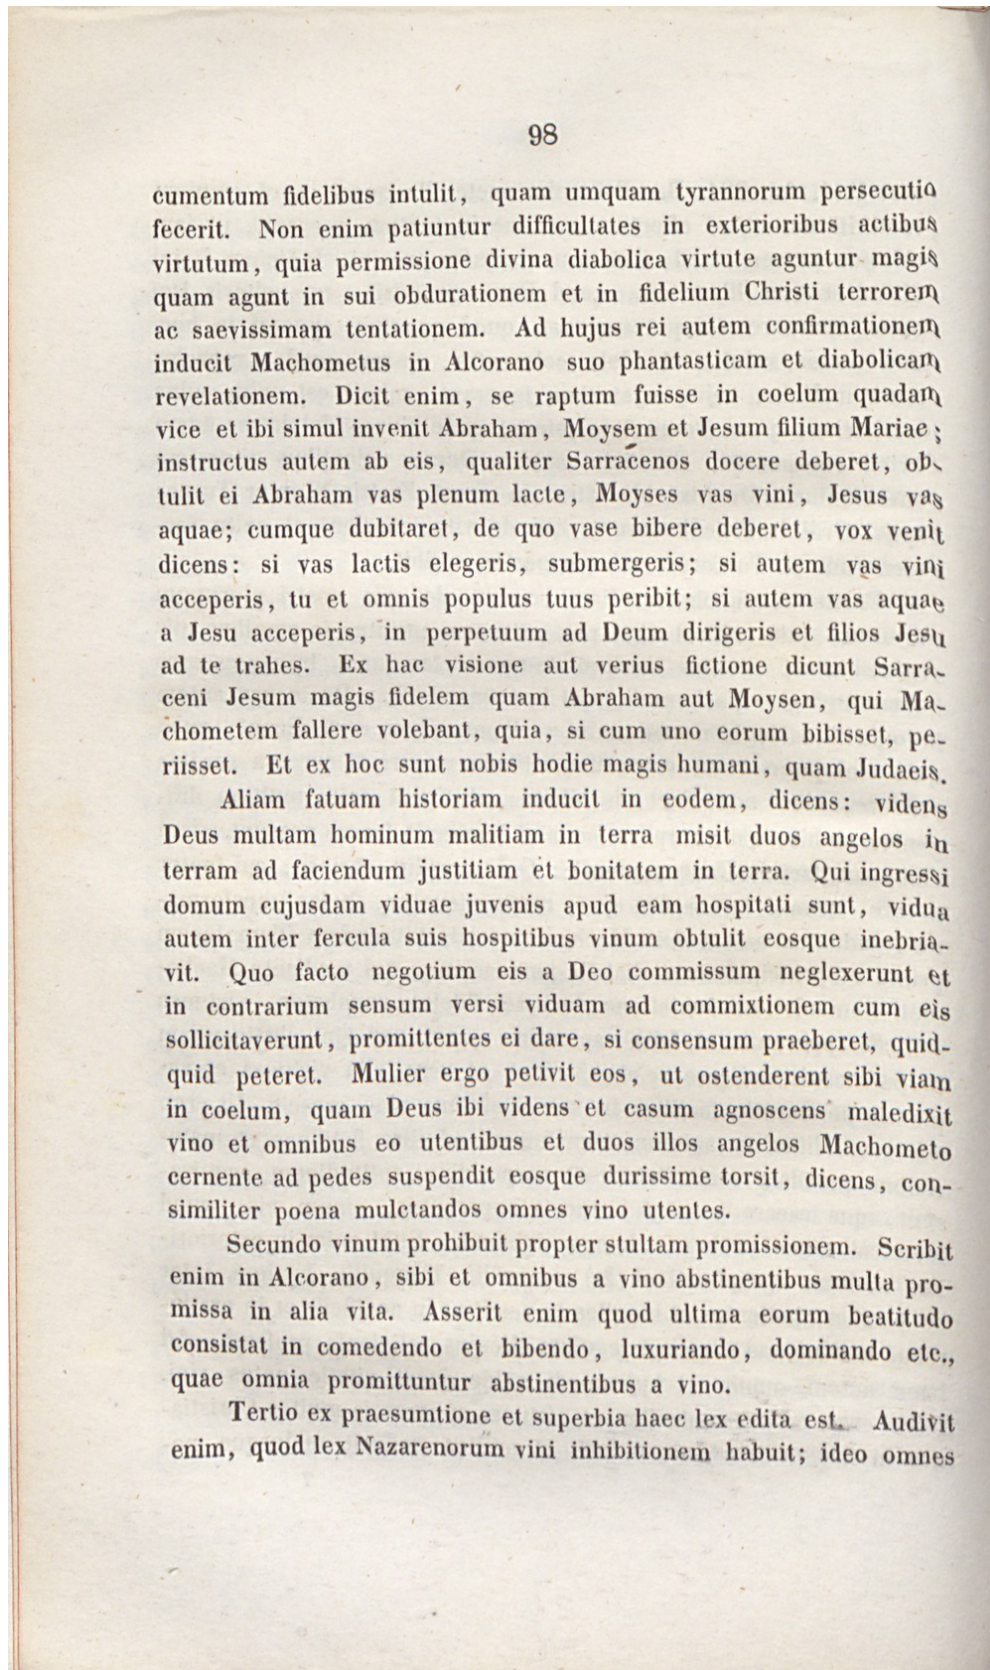 98
cumentum fidelibus intulit, quam umquam tyrannorum persecutio
fecerit. Non enim patiuntur difficultates in exterioribus actibus
virtutum, quia permissione divina diabolica virtute aguntur magis
quam agunt in sui obdurationem et in fidelium Christi terrorem
ac saevissimam tentationem. Ad hujus rei autem confirmationem
inducit Machometus in Alcorano suo phantasticam et diabolicam
revelationem. Dicit enim, se raptum fuisse in coelum quadam
vice et ibi simul invenit Abraham, Moysem et Jesum filium Mariae;
instructus autem ab eis, qualiter Sarracenos docere deberet, ob-
tulit ei Abraham vas plenum lacte, Moyses vas vini, Jesus vas
aquae; cumque dubitaret, de quo vase bibere deberet, vox venit
dicens: si vas lactis elegeris, submergeris; si autem vas vini
acceperis, tu et omnis populus tuus peribit; si autem vas aquae
a Jesu acceperis, in perpetuum ad Deum dirigeris et filios Jesu
ad te trahes. Ex hac visione aut verius fictione dicunt Sarra-
ceni Jesum magis fidelem quam Abraham aut Moysen, qui Ma-
chometem fallere volebant, quia, si cum uno eorum bibisset, pe-
riisset. Et ex hoc sunt nobis hodie magis humani, quam Judaeis.
Aliam fatuam historiam inducit in eodem, dicens: videns
Deus multam hominum malitiam in terra misit duos angelos in
terram ad faciendum justitiam et bonitatem in terra. Qui ingressi
domum cujusdam viduae juvenis apud eam hospitati sunt, vidua
autem inter fercula suis hospitibus vinum obtulit eosque inebria-
vit. Quo facto negotium eis a Deo commissum neglexerunt et
in contrarium sensum versi viduam ad commixtionem cum eis
sollicitaverunt, promittentes ei dare, si consensum praeberet, quid-
quid peteret. Mulier ergo petivit eos, ut ostenderent sibi viam
in coelum, quam Deus ibi videns et casum agnoscens maledixit
vino et omnibus eo utentibus et duos illos angelos Machometo
cernente ad pedes suspendit eosque durissime torsit, dicens, con-
similiter poena mulctandos omnes vino utentes.
Secundo vinum prohibuit propter stultam promissionem. Scribit
enim in Alcorano, sibi et omnibus a vino abstinentibus multa pro-
missa in alia vita. Asserit enim quod ultima eorum beatitudo
consistat in comedendo et bibendo, luxuriando, dominando etc.,
quae omnia promittuntur abstinentibus a vino.
Tertio ex praesumtione et superbia haec lex edita est. Audivit
enim, quod lex Nazarenorum vini inhibitionem habuit; ideo omnes